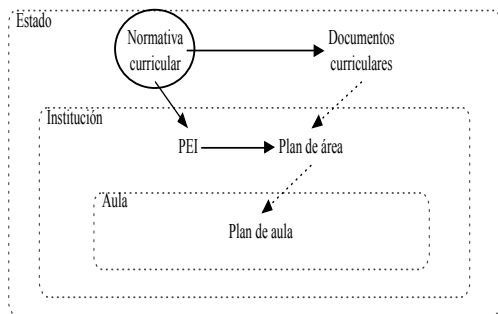 Estado
Normativa
curricular
Documentos
curriculares
Institución
PEI
Plan de área
Aula
Plan de aula